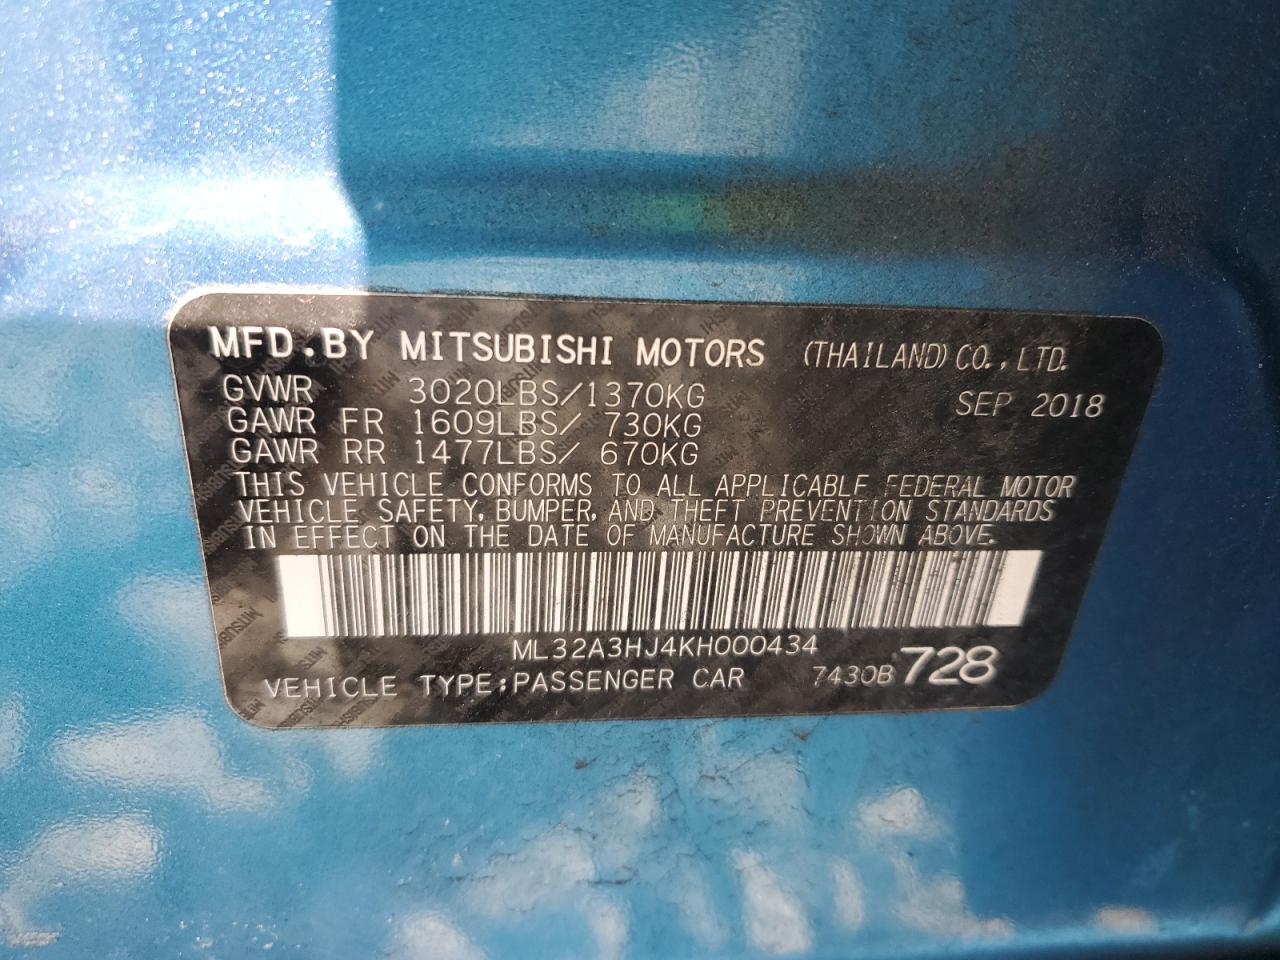 MFD.BY MITSUBISHI MOTORS (THAILAND) CO.,LTD.
GVWR 3020LBS/1370KG SEP 2018
GAWR FR 1609LBS/ 730KG
GAWR RR 1477LBS/ 670KG
THIS VEHICLE CONFORMS TO ALL APPLICABLE FEDERAL MOTOR
VEHICLE SAFETY, BUMPER, AND THEFT PREVENTION STANDARDS
IN EFFECT ON THE DATE OF MANUFACTURE SHOWN ABOVE.
ML32A3HJ4KH000434
VEHICLE TYPE:PASSENGER CAR 7430B 728